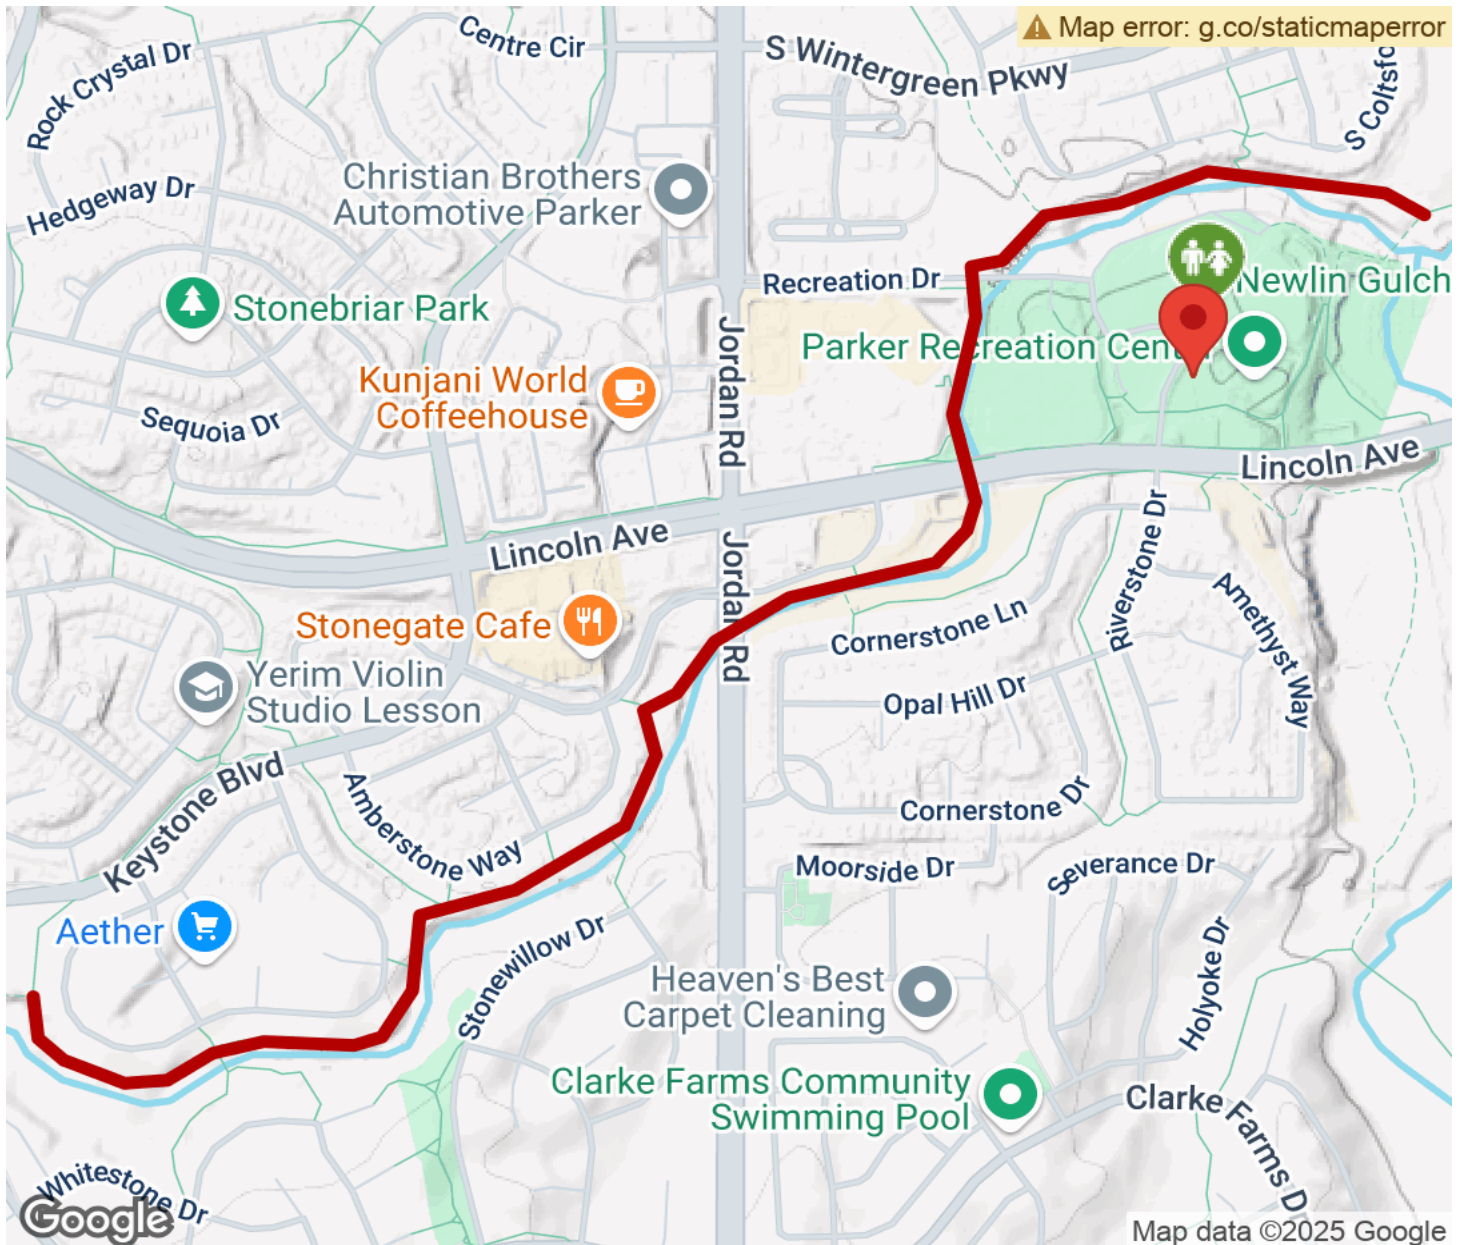 Map error: g.co/staticmaperror
Centre Cir
S Wintergreen Pkwy
Rock Crystal Dr
S Coltsfo
Christian Brothers
Automotive Parker
Hedgeway Dr
Recreation Dr
Newlin Gulch
Stonebriar Park
Parker Recreation Cent
Jordan Rd
Kunjani World
Coffeehouse
Sequoia Dr
Lincoln Ave
Lincoln Ave
Jordan Rd
Riverstone Dr
Amethyst Way
Stonegate Cafe
Cornerstone Ln
Yerim Violin
Studio Lesson
Opal Hill Dr
Keystone Blvd
Amberstone Way
Cornerstone Dr
Moorside Dr
Severance Dr
Aether
Stonewillow Dr
Holyoke Dr
Heaven's Best
Carpet Cleaning
Clarke Farms Community
Swimming Pool
Clarke Farms D
Whitestone Dr
Google
Map data ©2025 Google